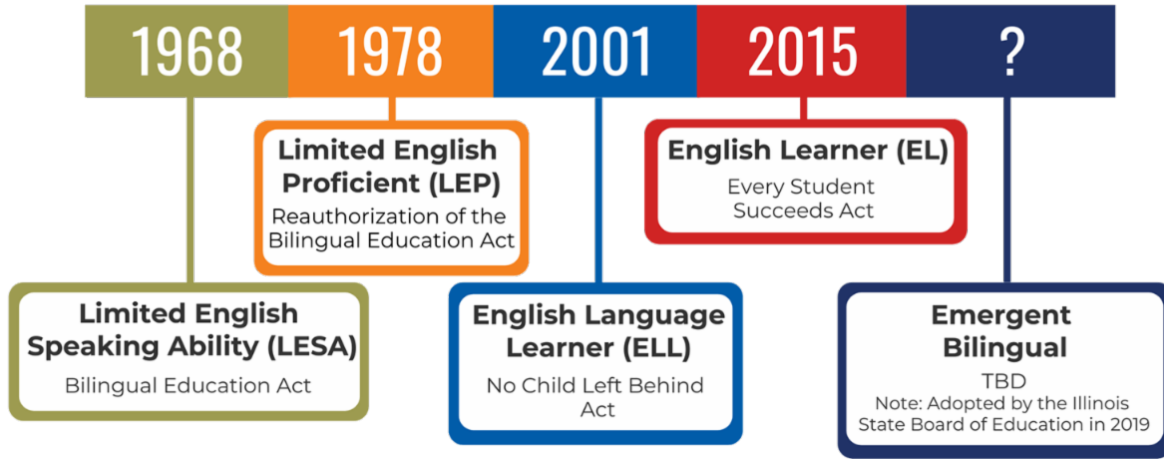 1968
1978
2001
2015
?
Limited English
Speaking Ability (LESA)
Bilingual Education Act
Limited English
Proficient (LEP)
Reauthorization of the
Bilingual Education Act
English Language
Learner (ELL)
No Child Left Behind
Act
English Learner (EL)
Every Student
Succeeds Act
Emergent
Bilingual
TBD
Note: Adopted by the Illinois
State Board of Education in 2019